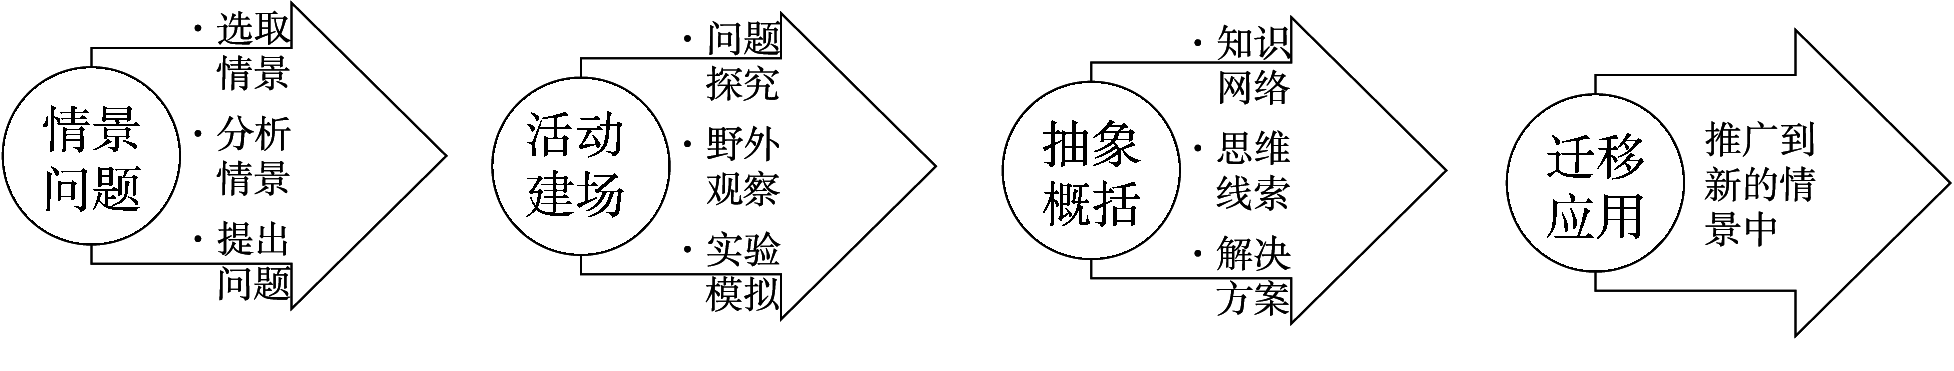 情景
问题
· 选取
情景
· 分析
情景
· 提出
问题
活动
建场
· 问题
探究
· 野外
观察
· 实验
模拟
抽象
概括
· 知识
网络
· 思维
线索
· 解决
方案
迁移
应用
推广到
新的情
景中